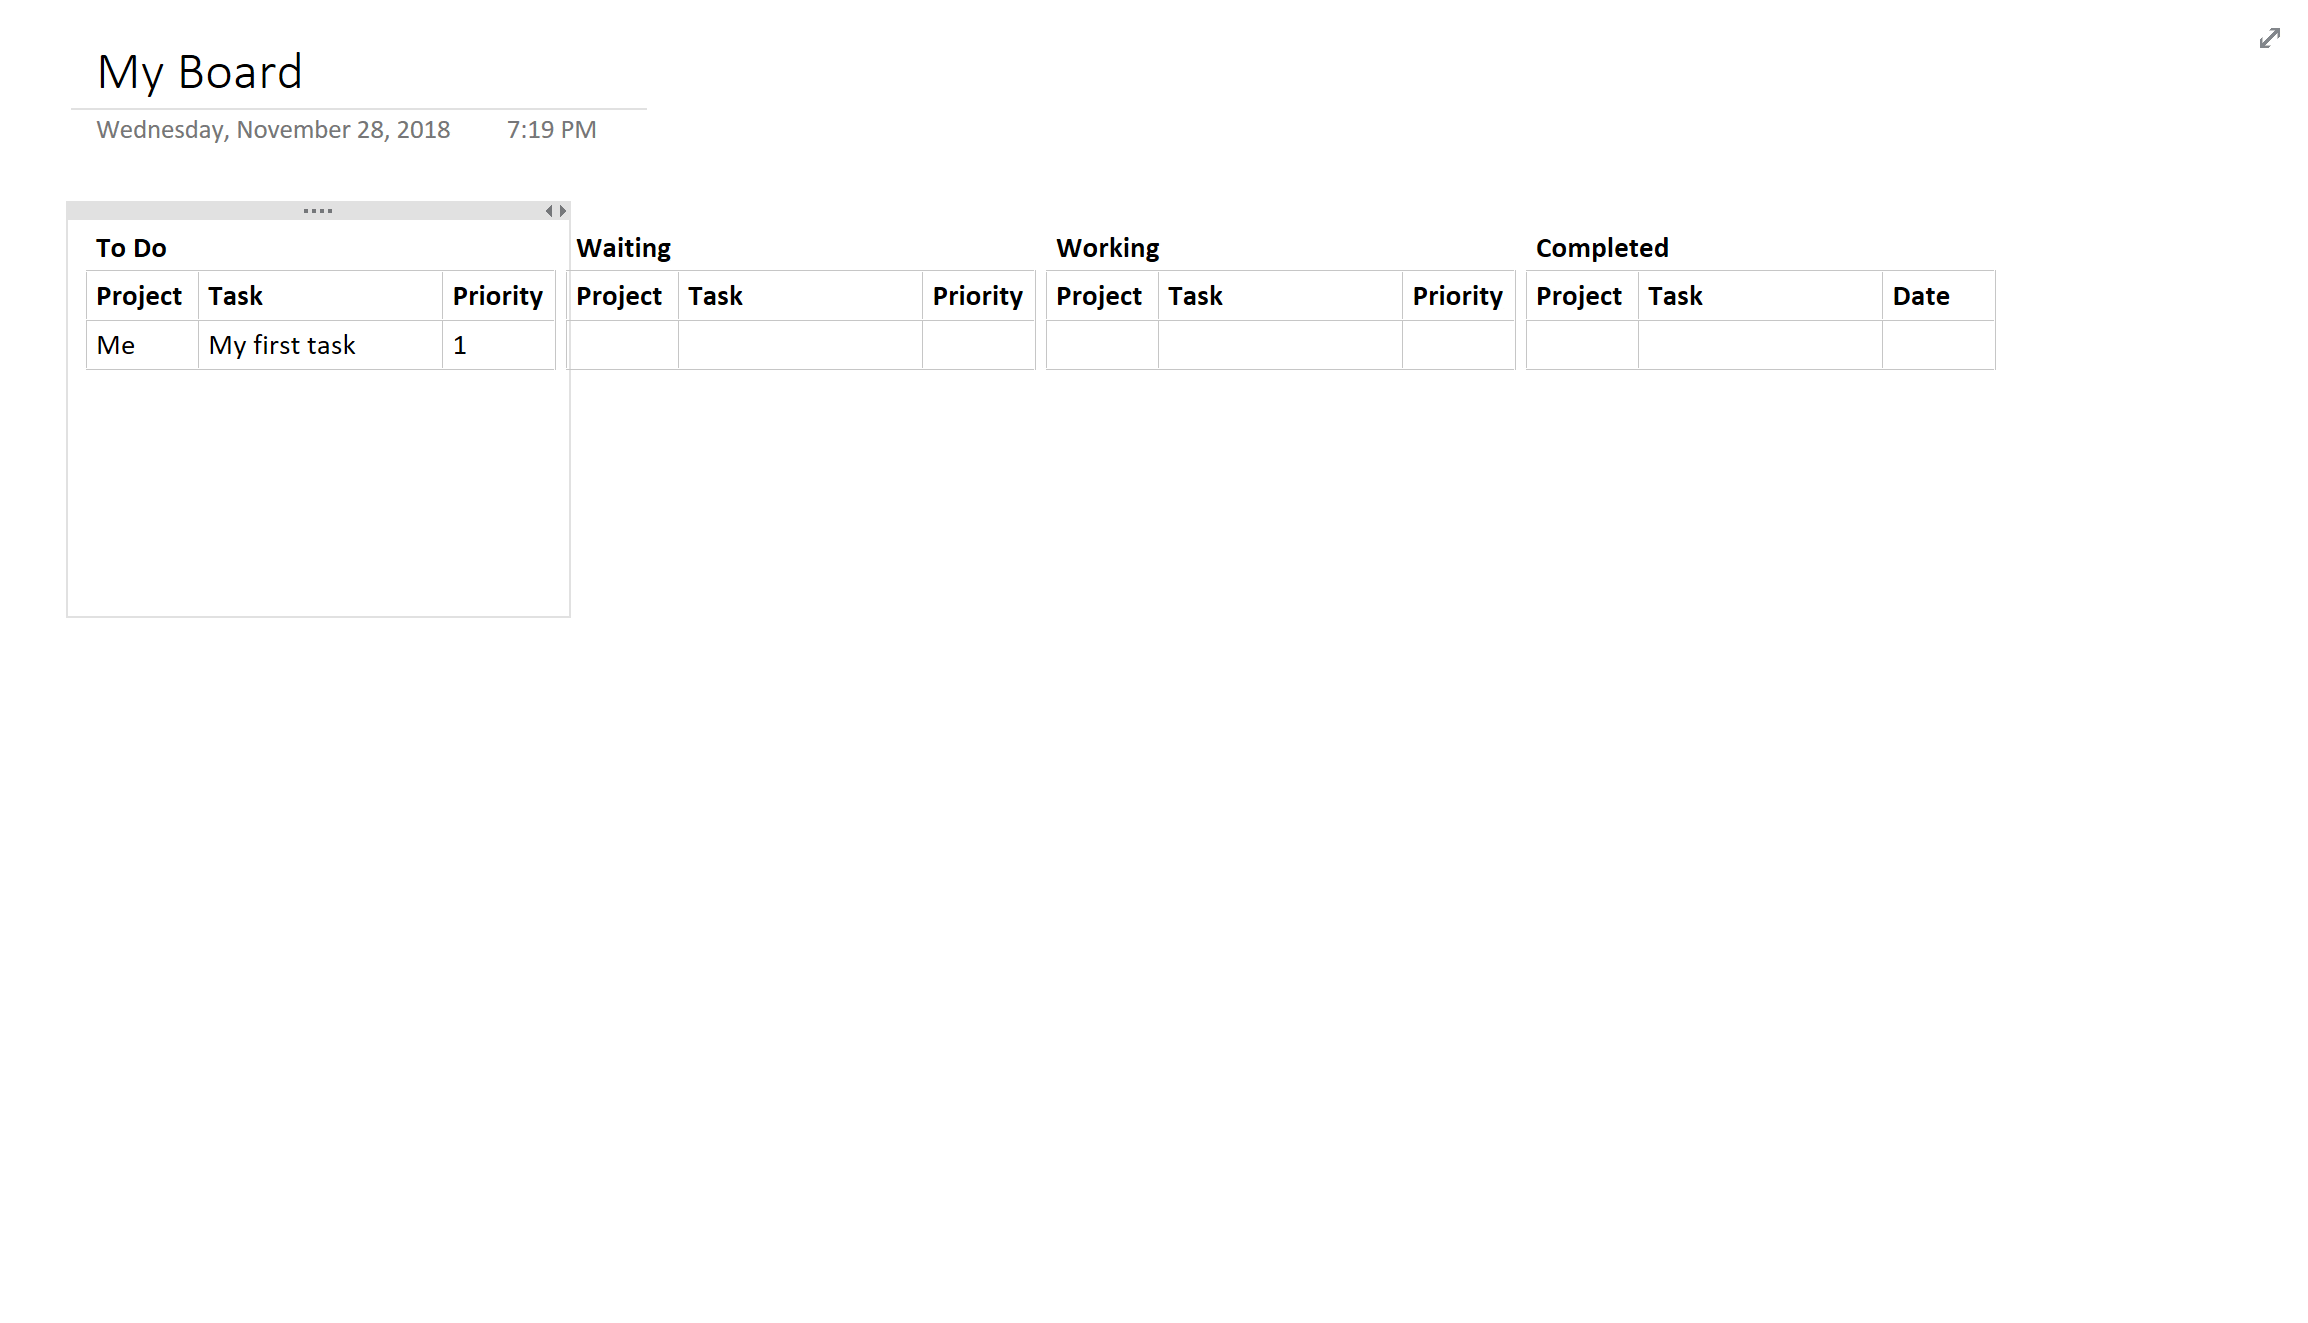 My Board
Wednesday, November 28, 2018 7:19 PM
To Do Waiting Working Completed
Project Task Priority Project Task Priority Project Task Priority Project Task Date
Me My first task 1